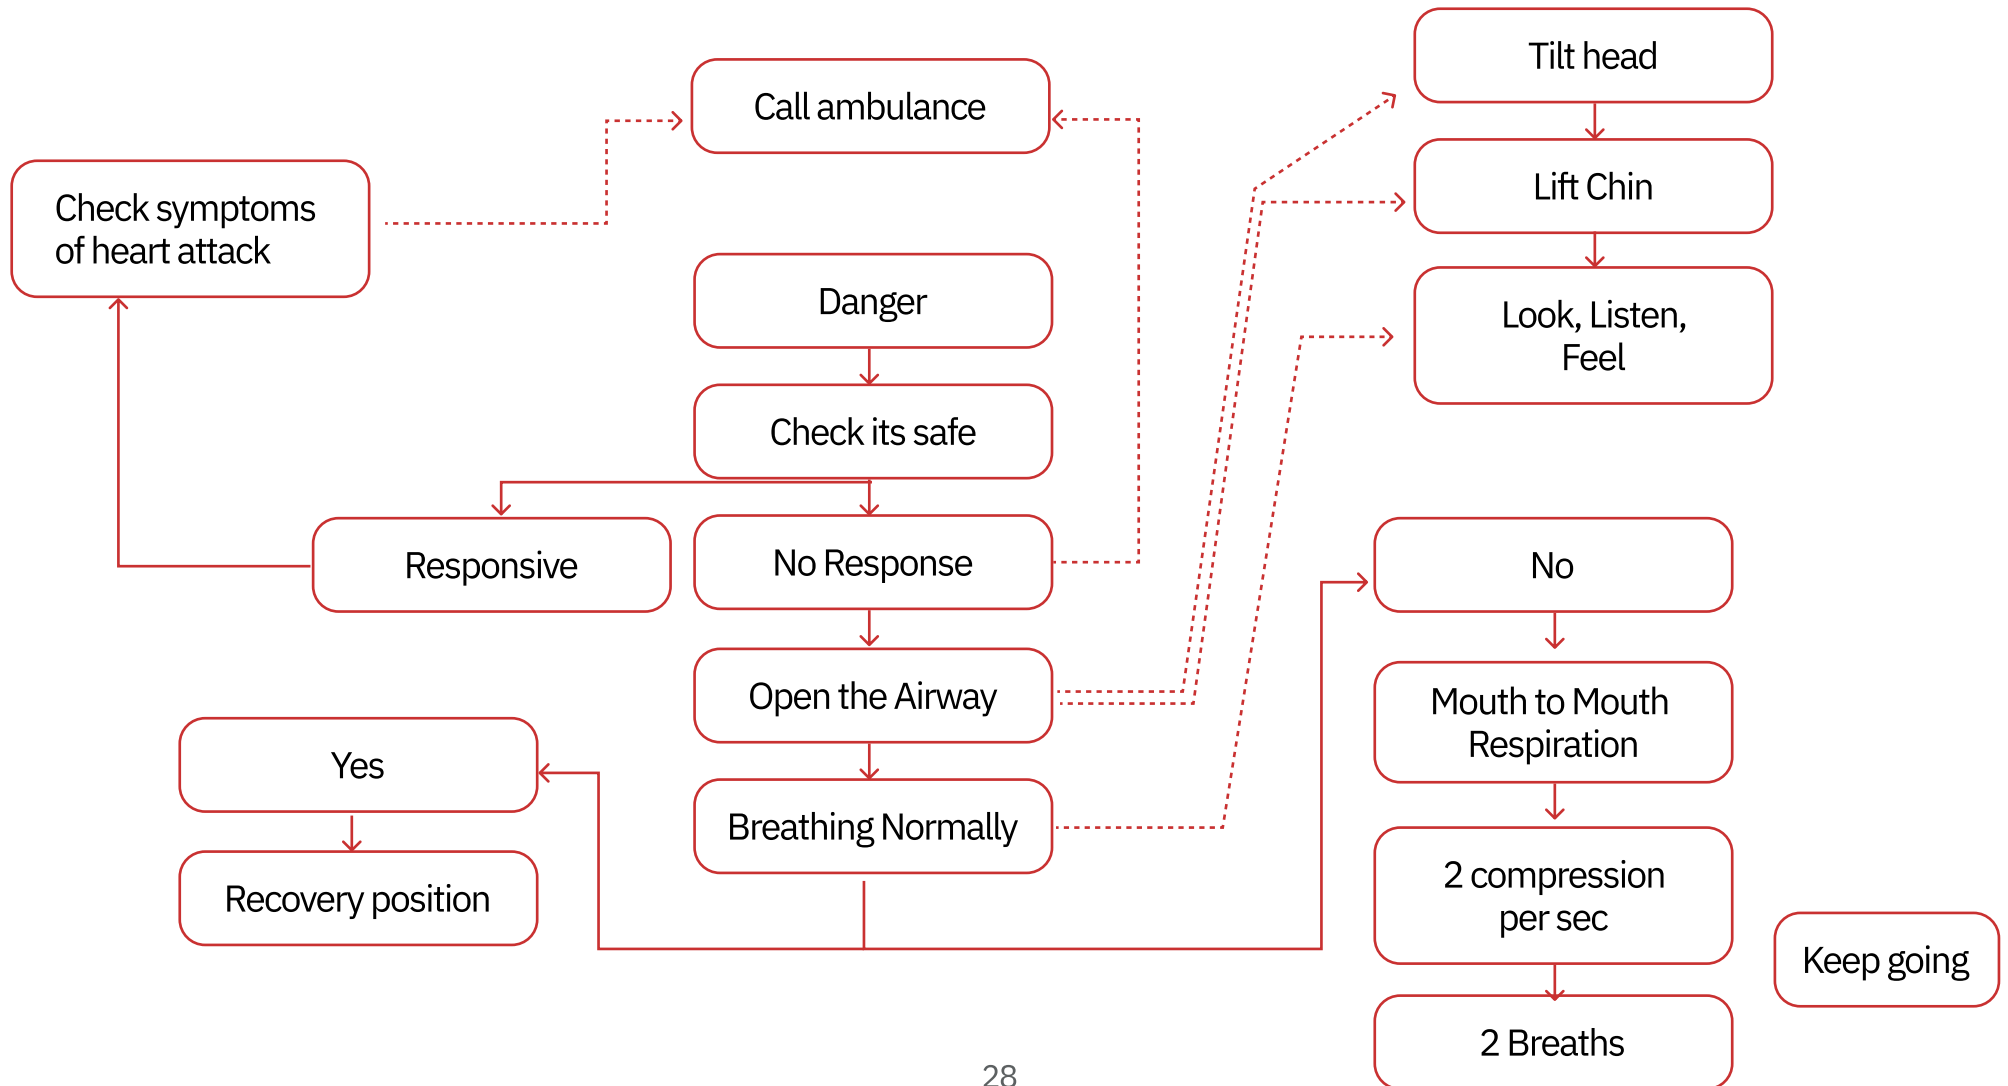 Tilt head
Call ambulance
Lift Chin
Check symptoms
of heart attack
Danger
Look, Listen,
Feel
Check its safe
Responsive
No Response
No
Open the Airway
Mouth to Mouth
Respiration
Yes
Breathing Normally
2 compression
per sec
Recovery position
Keep going
2 Breaths
28